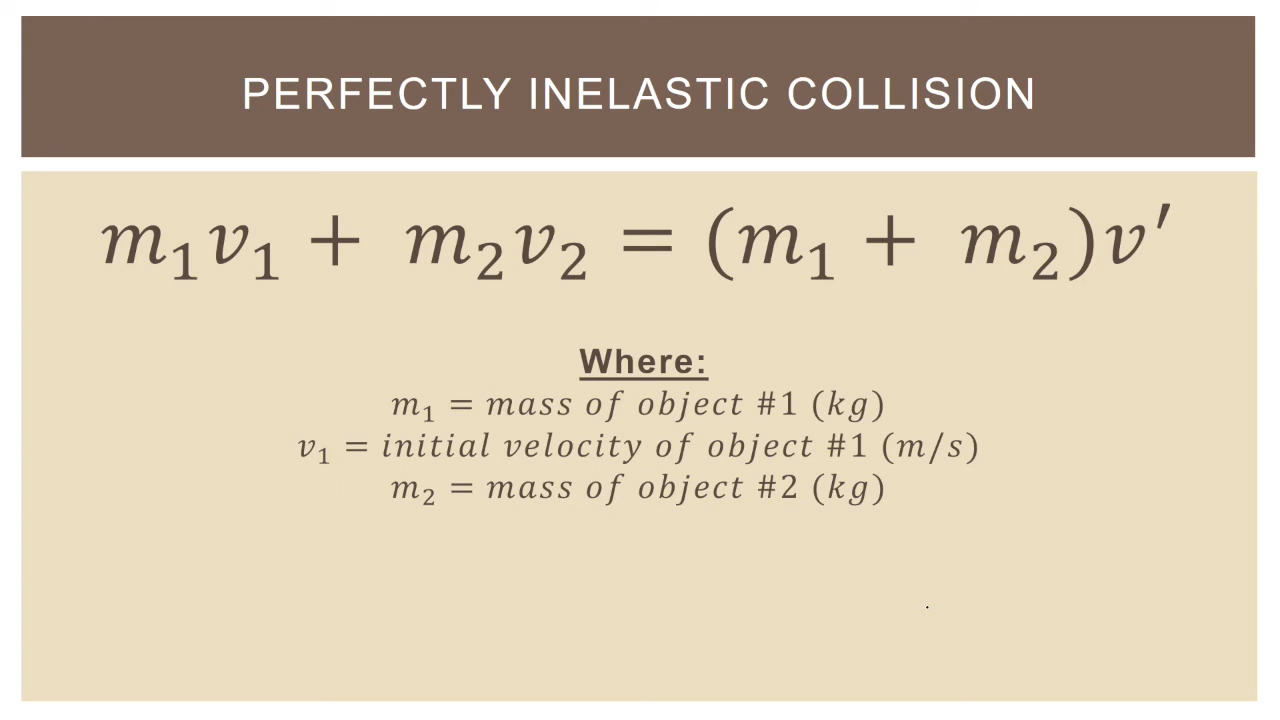 PERFECTLY INELASTIC COLLISION
𝑚₁𝑣₁ + 𝑚₂𝑣₂ = (𝑚₁ + 𝑚₂)𝑣′
Where:
𝑚₁ = 𝑚𝑎𝑠𝑠 𝑜𝑓 𝑜𝑏𝑗𝑒𝑐𝑡 #1 (𝑘𝑔)
𝑣₁ = 𝑖𝑛𝑖𝑡𝑖𝑎𝑙 𝑣𝑒𝑙𝑜𝑐𝑖𝑡𝑦 𝑜𝑓 𝑜𝑏𝑗𝑒𝑐𝑡 #1 (𝑚/𝑠)
𝑚₂ = 𝑚𝑎𝑠𝑠 𝑜𝑓 𝑜𝑏𝑗𝑒𝑐𝑡 #2 (𝑘𝑔)